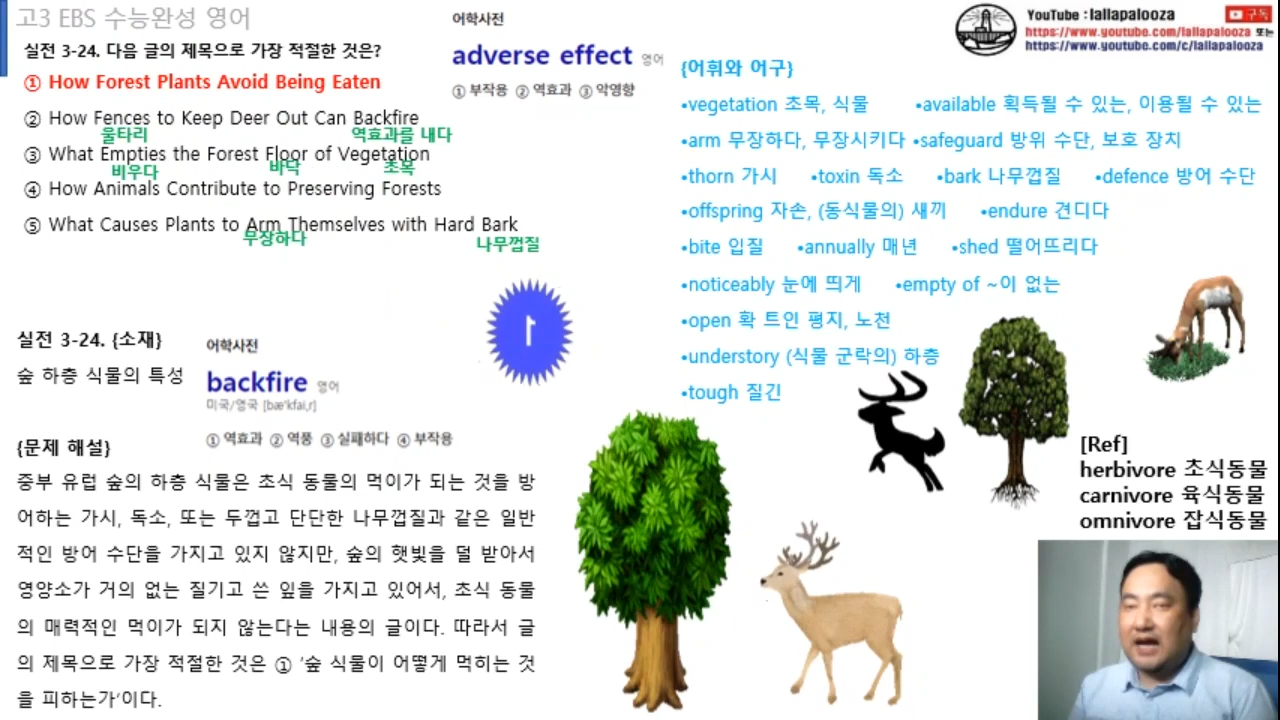 고3 EBS 수능완성 영어
실전 3-24. 다음 글의 제목으로 가장 적절한 것은?
① How Forest Plants Avoid Being Eaten
② How Fences to Keep Deer Out Can Backfire
울타리 역효과를 내다
③ What Empties the Forest Floor of Vegetation
비우다 바닥 초목
④ How Animals Contribute to Preserving Forests
⑤ What Causes Plants to Arm Themselves with Hard Bark
무장하다 나무껍질
어학사전
adverse effect 영어
① 부작용 ② 역효과 ③ 악영향
YouTube : lallapalooza
구독
https://www.youtube.com/lallapalooza 또는
https://www.youtube.com/c/lallapalooza
{어휘와 어구}
•vegetation 초목, 식물 •available 획득될 수 있는, 이용될 수 있는
•arm 무장하다, 무장시키다 •safeguard 방위 수단, 보호 장치
•thorn 가시 •toxin 독소 •bark 나무껍질 •defence 방어 수단
•offspring 자손, (동식물의) 새끼 •endure 견디다
•bite 입질 •annually 매년 •shed 떨어뜨리다
•noticeably 눈에 띄게 •empty of ~이 없는
•open 확 트인 평지, 노천
•understory (식물 군락의) 하층
•tough 질긴
1
실전 3-24. {소재}
숲 하층 식물의 특성
어학사전
backfire 영어
미국/영국 [bæˈkfaiˌr]
① 역효과 ② 역풍 ③ 실패하다 ④ 부작용
{문제 해설}
중부 유럽 숲의 하층 식물은 초식 동물의 먹이가 되는 것을 방
어하는 가시, 독소, 또는 두껍고 단단한 나무껍질과 같은 일반
적인 방어 수단을 가지고 있지 않지만, 숲의 햇빛을 덜 받아서
영양소가 거의 없는 질기고 쓴 잎을 가지고 있어서, 초식 동물
의 매력적인 먹이가 되지 않는다는 내용의 글이다. 따라서 글
의 제목으로 가장 적절한 것은 ① ‘숲 식물이 어떻게 먹히는 것
을 피하는가’이다.
[Ref]
herbivore 초식동물
carnivore 육식동물
omnivore 잡식동물